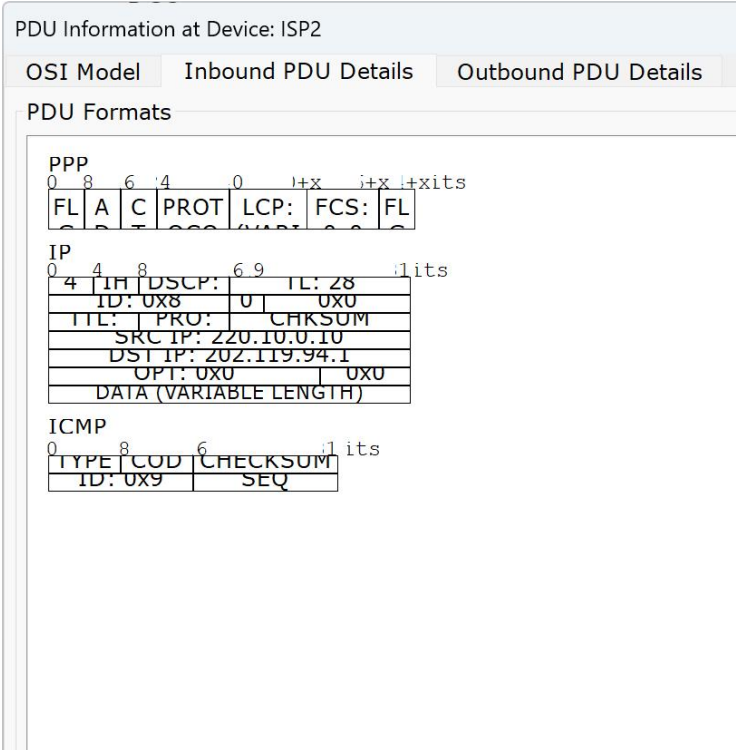 PDU Information at Device: ISP2
OSI Model Inbound PDU Details Outbound PDU Details
PDU Formats
PPP
0 8 6 4 0 )+x +x +xits
FL A C PROT LCP: FCS: FL
IP
0 4 8 6 9 1its
4 IH DSCP: TL: 28
ID: 0x8 0 0x0
TTL: PRO: CHKSUM
SRC IP: 220.10.0.10
DST IP: 202.119.94.1
OPT: 0x0 0x0
DATA (VARIABLE LENGTH)
ICMP
0 8 6 1 its
TYPE COD CHECKSUM
ID: 0x9 SEQ